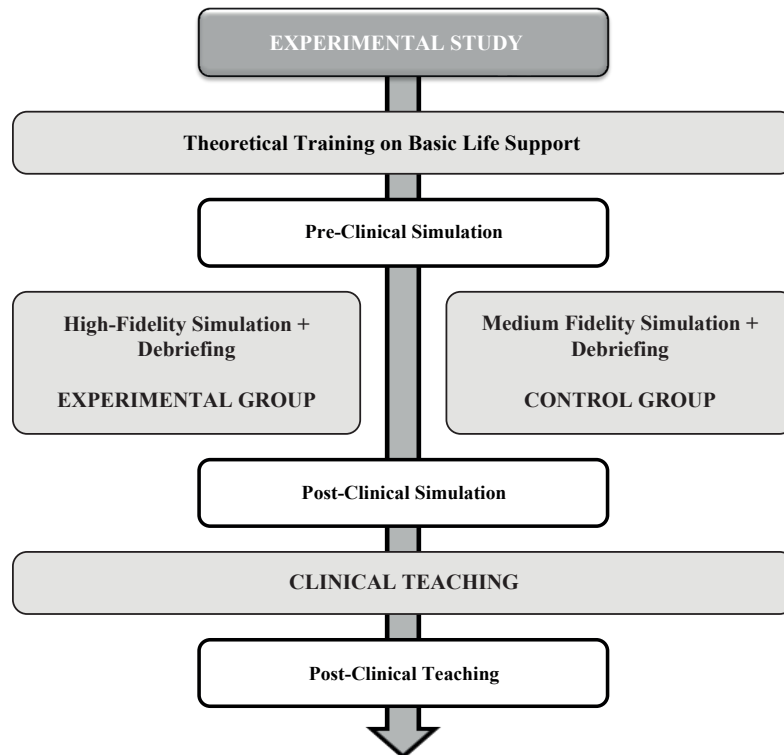 EXPERIMENTAL STUDY
Theoretical Training on Basic Life Support
Pre-Clinical Simulation
High-Fidelity Simulation +
Debriefing
EXPERIMENTAL GROUP
Medium Fidelity Simulation +
Debriefing
CONTROL GROUP
Post-Clinical Simulation
CLINICAL TEACHING
Post-Clinical Teaching